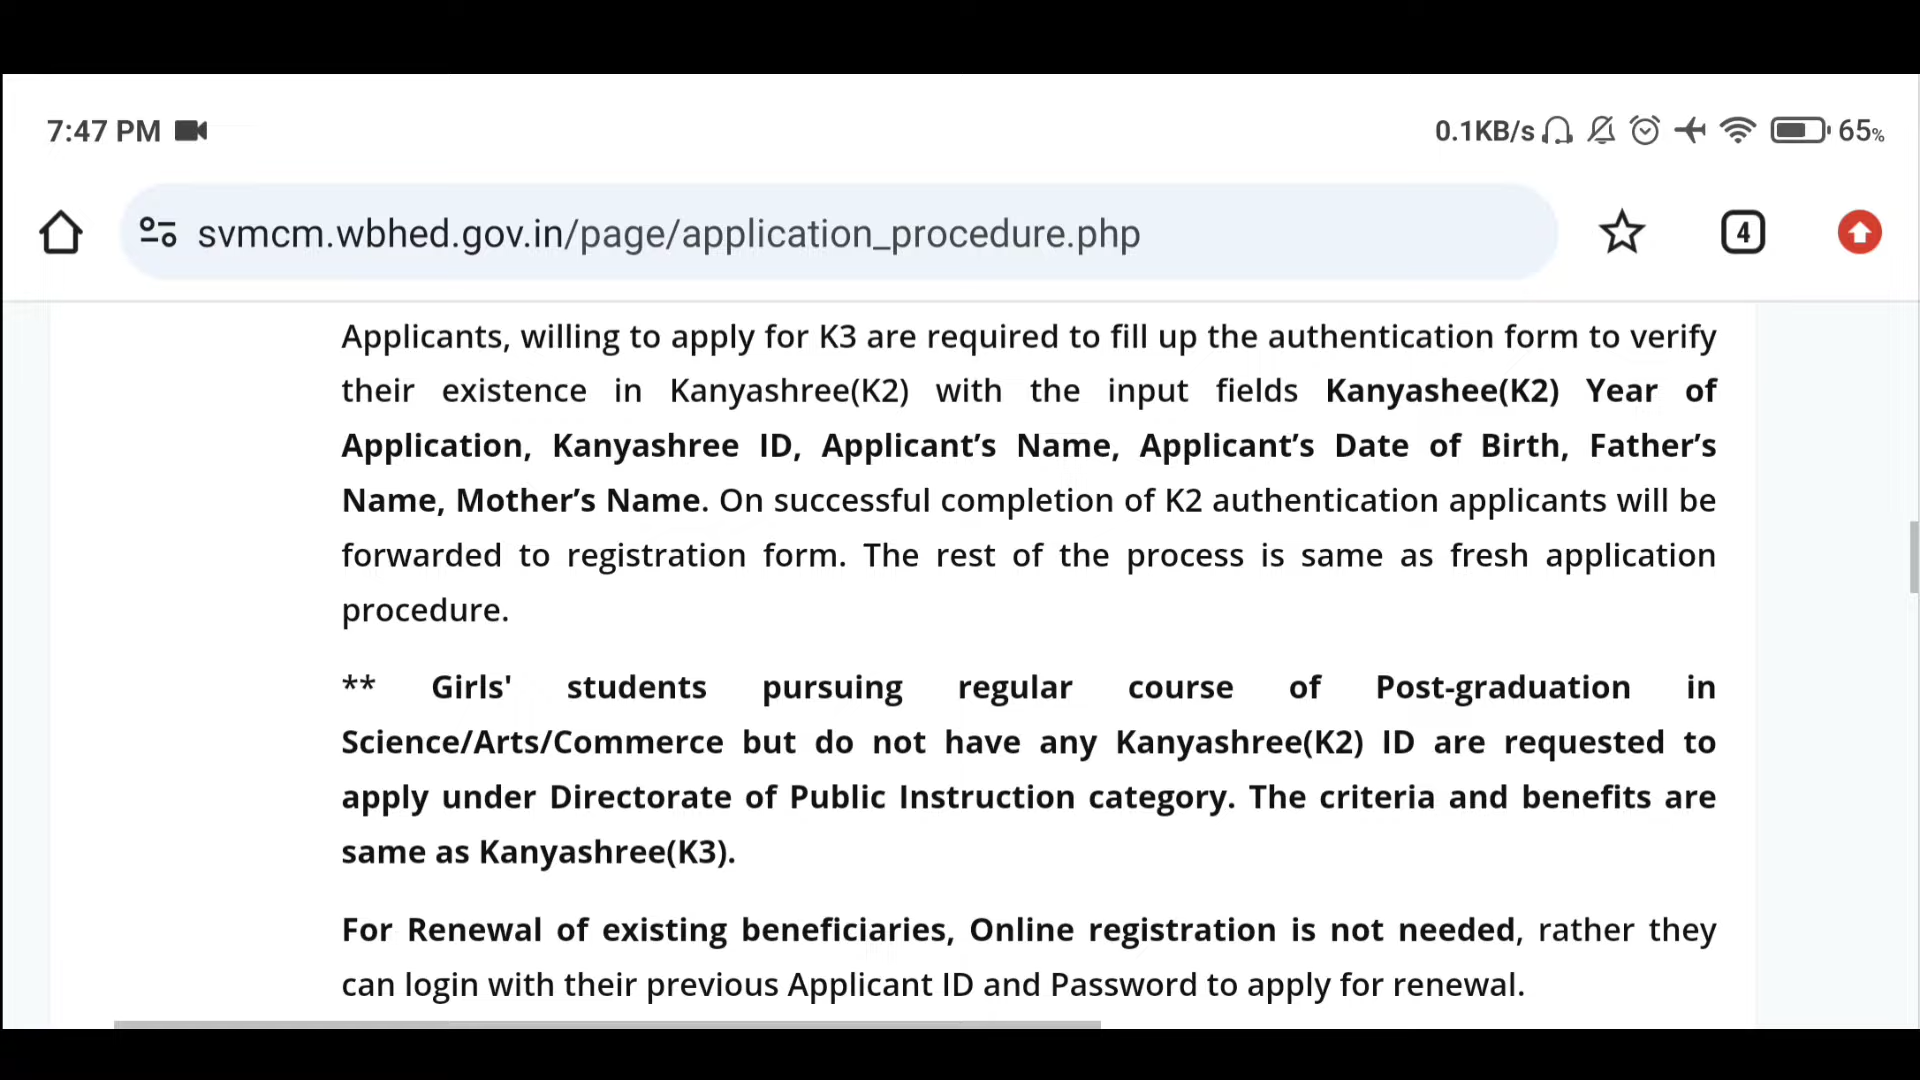 7:47 PM 0.1KB/s 65%
svmcm.wbhed.gov.in/page/application_procedure.php 4
Applicants, willing to apply for K3 are required to fill up the authentication form to verify
their existence in Kanyashree(K2) with the input fields Kanyashee(K2) Year of
Application, Kanyashree ID, Applicant’s Name, Applicant’s Date of Birth, Father’s
Name, Mother’s Name. On successful completion of K2 authentication applicants will be
forwarded to registration form. The rest of the process is same as fresh application
procedure.
** Girls' students pursuing regular course of Post-graduation in
Science/Arts/Commerce but do not have any Kanyashree(K2) ID are requested to
apply under Directorate of Public Instruction category. The criteria and benefits are
same as Kanyashree(K3).
For Renewal of existing beneficiaries, Online registration is not needed, rather they
can login with their previous Applicant ID and Password to apply for renewal.